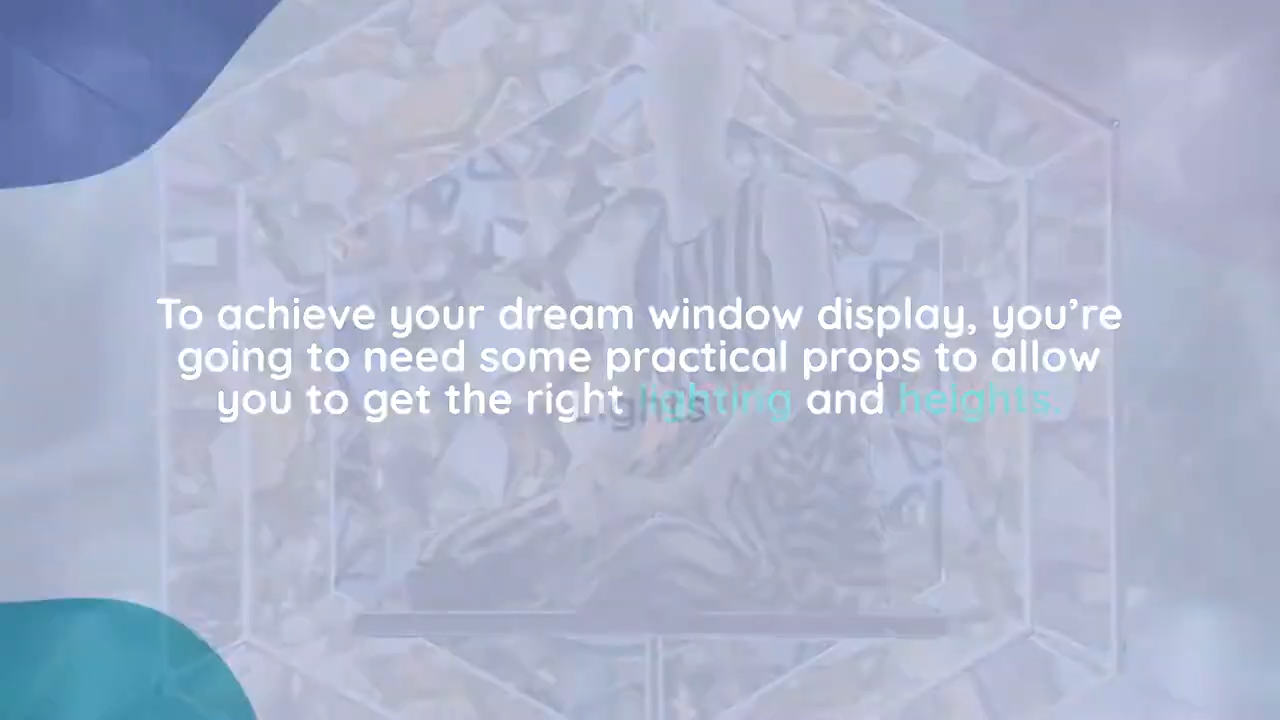 To achieve your dream window display, you’re
going to need some practical props to allow
you to get the right lighting and heights.
Lights